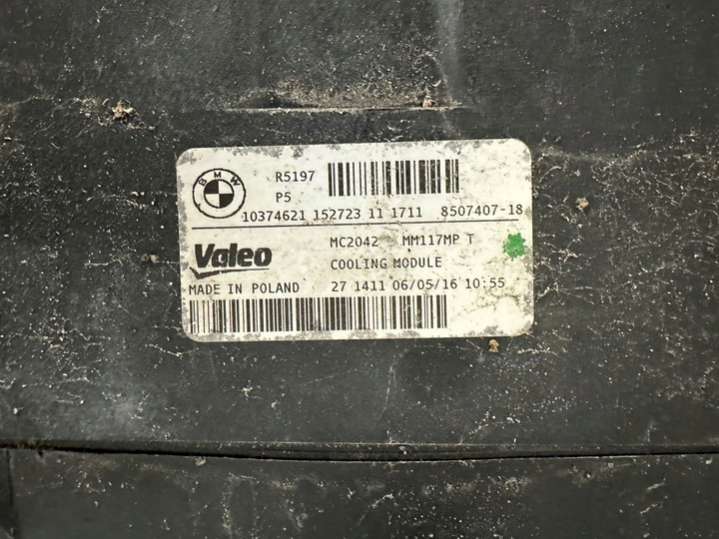 BMW
R5197
P5
10374621 152723 11 1711 8507407-18
Valeo MC2042 MM117MP T
COOLING MODULE
MADE IN POLAND 27 1411 06/05/16 10:55